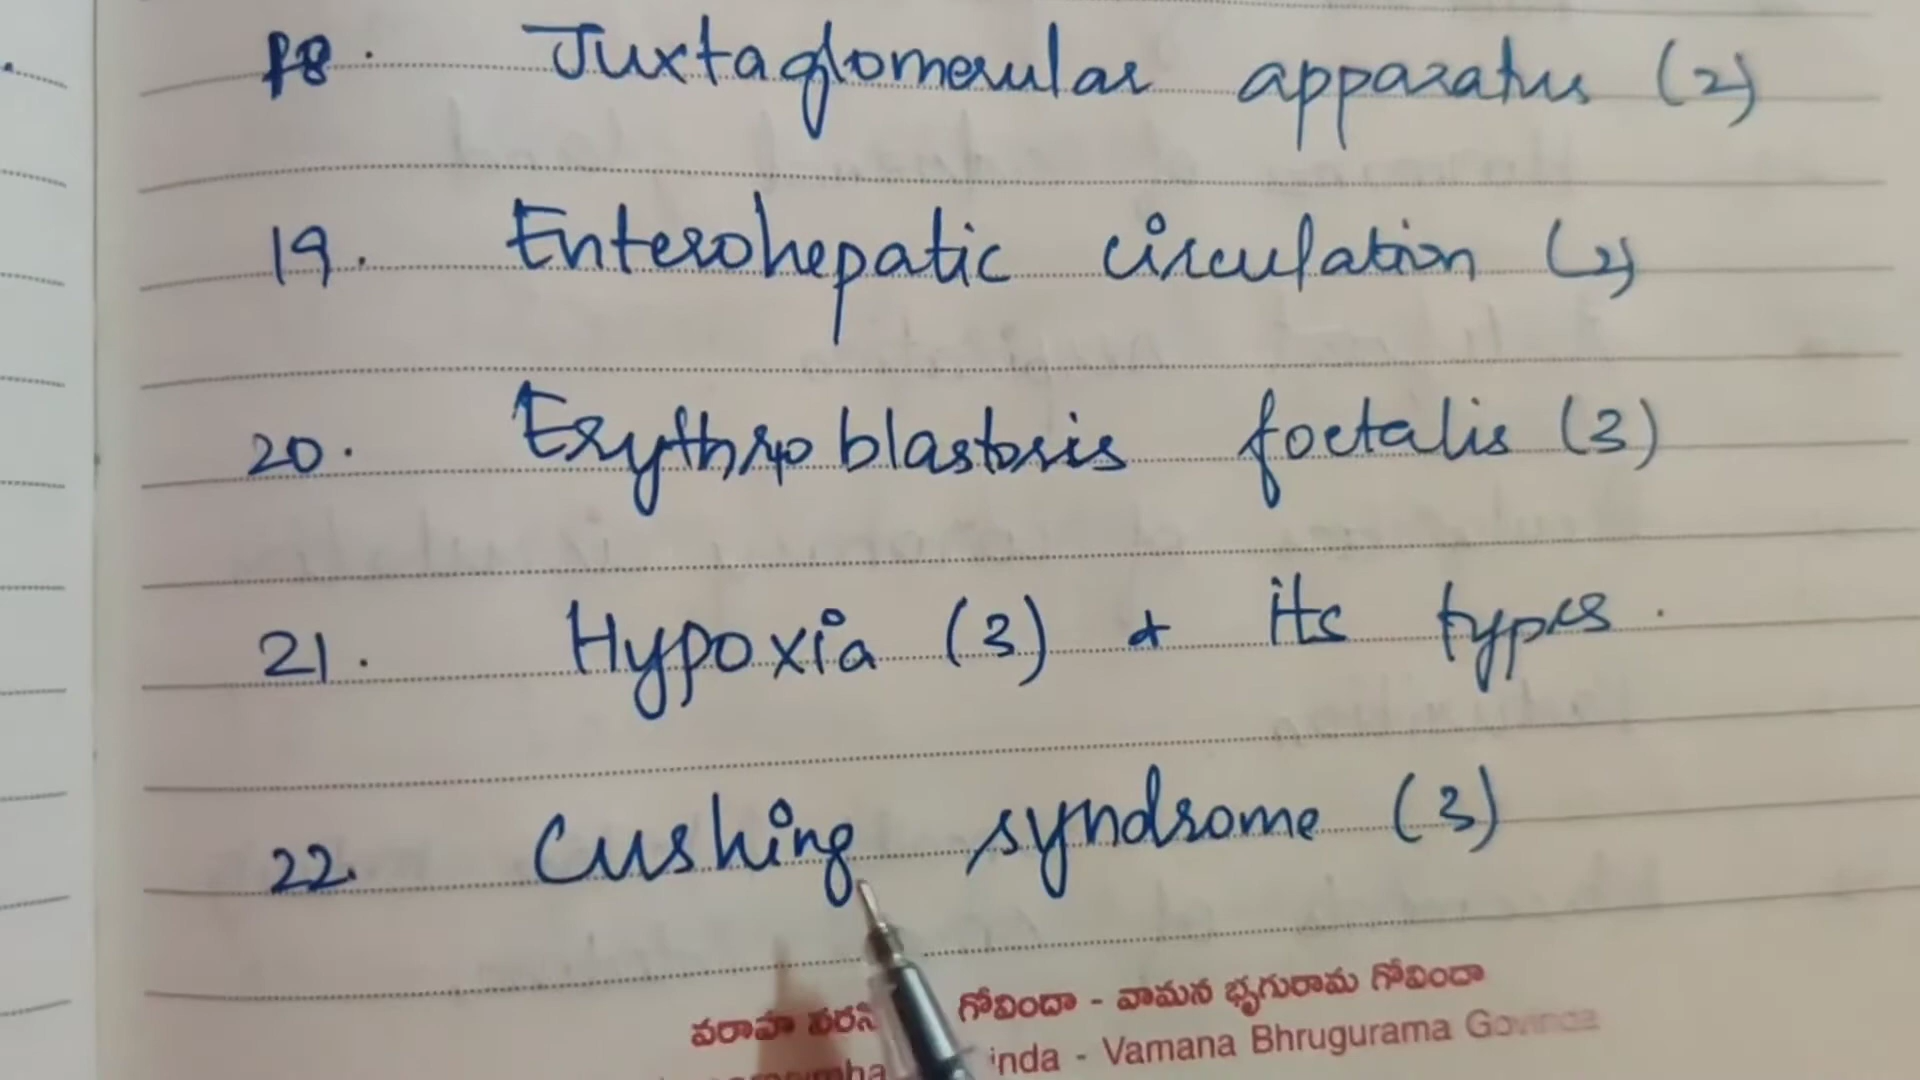 18. Juxtaglomerular apparatus (2)
19. Enterohepatic circulation (2)
20. Erythroblastosis foetalis (3)
21. Hypoxia (3) & its types.
22. Cushing syndrome (3)
వరాహ గోవిందా - వామన భృగురామ గోవిందా
inda - Vamana Bhrugurama Govinda